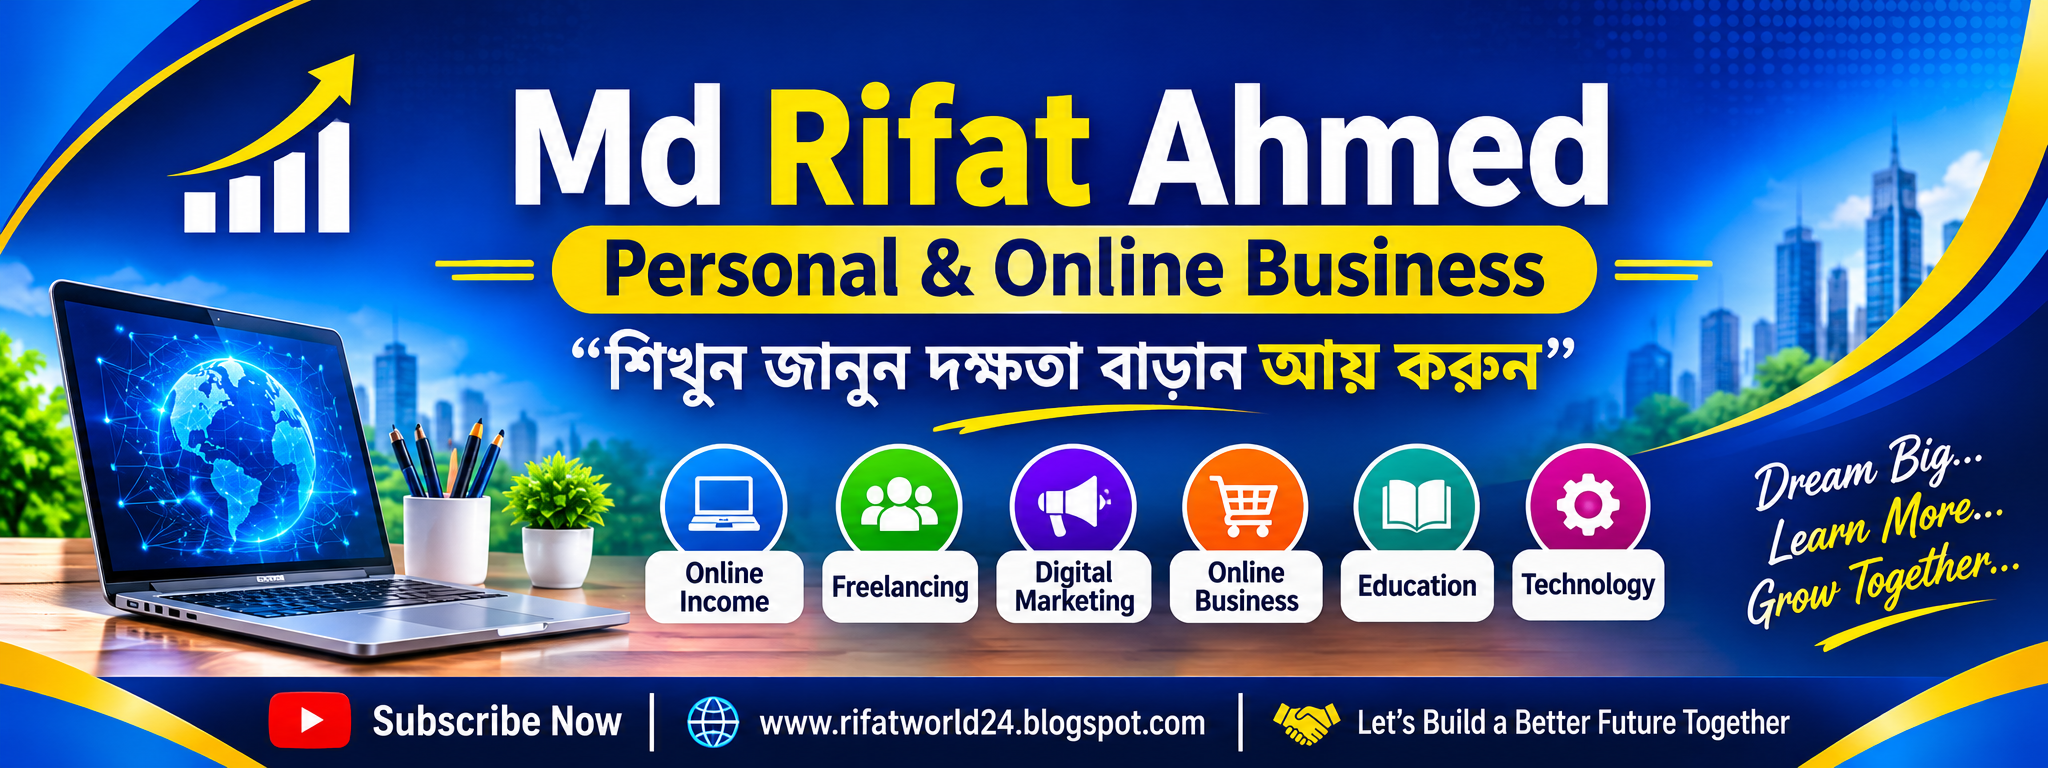 Md Rifat Ahmed
Personal & Online Business
“শিখুন জানুন দক্ষতা বাড়ান আয় করুন”
Online
Income
Freelancing
Digital
Marketing
Online
Business
Education
Technology
Dream Big...
Learn More...
Grow Together...
Subscribe Now
www.rifatworld24.blogspot.com
Let's Build a Better Future Together